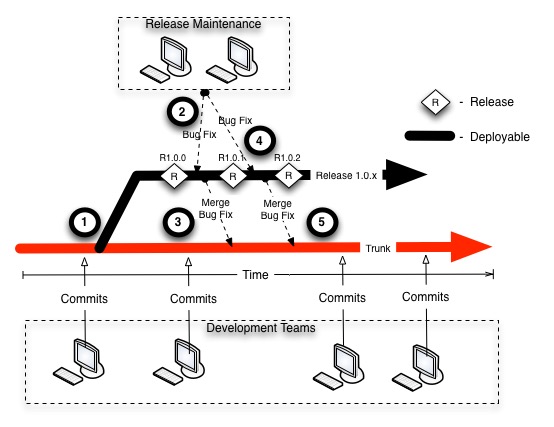 Release Maintenance
2
Bug Fix
Bug Fix
4
R - Release
- Deployable
R1.0.0
R1.0.1
R1.0.2
R
R
R
Release 1.0.x
Merge
Bug Fix
Merge
Bug Fix
1
3
5
Trunk
Time
Commits
Commits
Commits
Commits
Development Teams